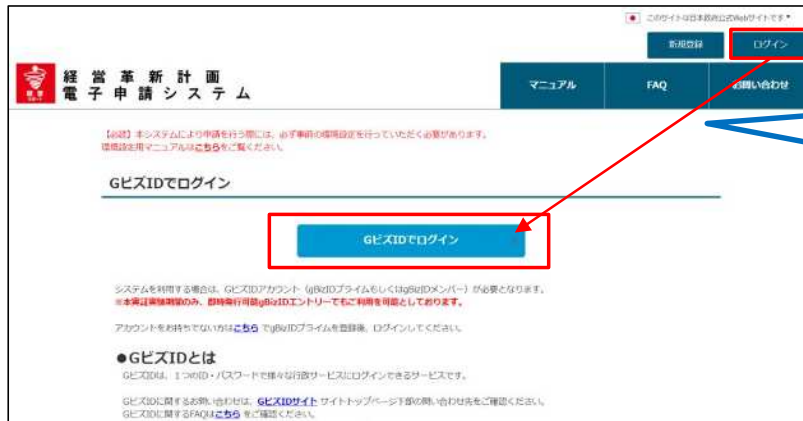 このサイトは日本政府公式Webサイトです
新規登録
ログイン
経営革新計画
電子申請システム
マニュアル
FAQ
お問い合わせ
【必読】本システムにより申請を行う際には、必ず事前の環境設定を行っていただく必要があります。
環境設定用マニュアルはこちらをご覧ください。
GビズIDでログイン
GビズIDでログイン
システムを利用する場合は、GビズIDアカウント（gBizIDプライムもしくはgBizIDメンバー）が必要となります。
※本実証実験期間のみ、即時発行可能gBizIDエントリーでもご利用を可能としております。
アカウントをお持ちでない方はこちら でgBizIDプライムを登録後、ログインしてください。
●GビズIDとは
GビズIDは、1つのID・パスワードで様々な行政サービスにログインできるサービスです。
GビズIDに関するお問い合わせは、GビズIDサイト サイトトップページ下部の問い合わせ先をご確認ください。
GビズIDに関するFAQはこちら をご確認ください。